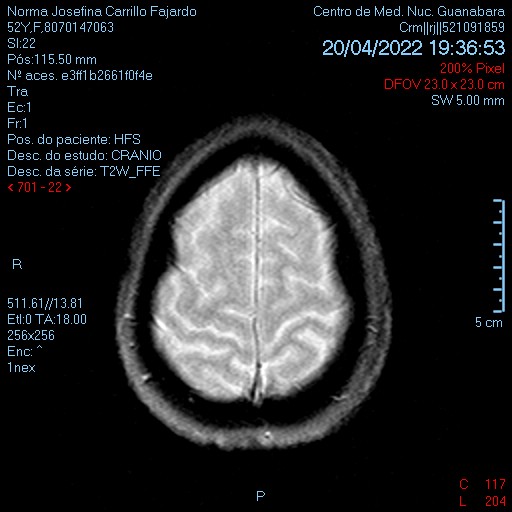 Norma Josefina Carrillo Fajardo
52Y,F,8070147063
Sl:22
Pós:115.50 mm
Nº aces. e3ff1b2661f0f4e
Tra
Ec:1
Fr:1
Pos. do paciente: HFS
Desc. do estudo: CRANIO
Desc. da série: T2W_FFE
< 701 - 22 >
Centro de Med. Nuc. Guanabara
Crm||rj||521091859
20/04/2022 19:36:53
200% Pixel
DFOV 23.0 x 23.0 cm
SW 5.00 mm
R
5 cm
511.61//13.81
Etl:0 TA:18.00
256x256
Enc: ^
1nex
P
C 117
L 204